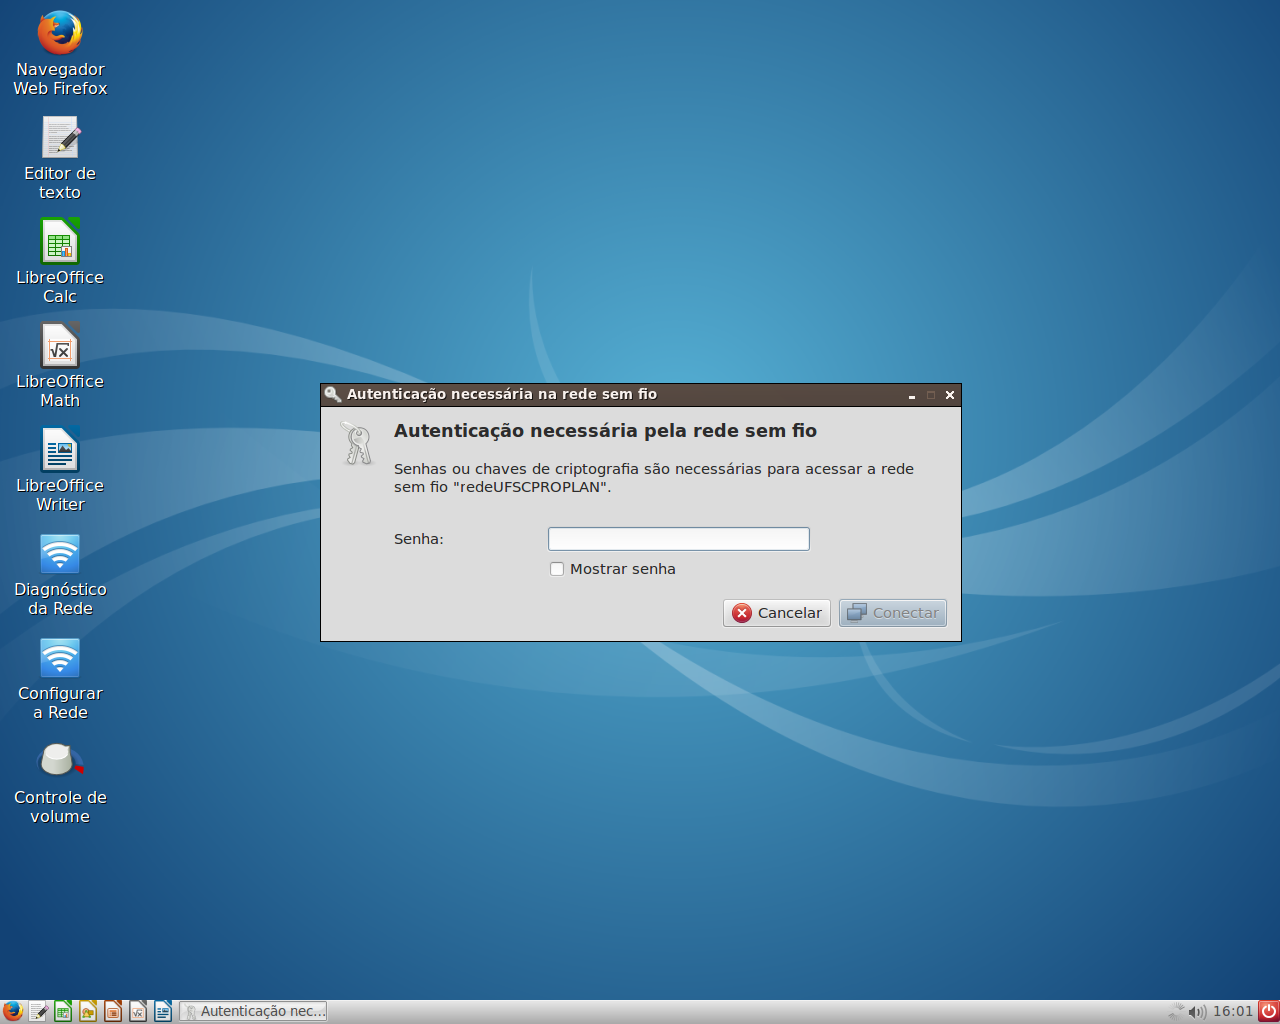 Navegador
Web Firefox
Editor de
texto
LibreOffice
Calc
LibreOffice
Math
LibreOffice
Writer
Diagnóstico
da Rede
Configurar
a Rede
Controle de
volume
Autenticação necessária na rede sem fio
Autenticação necessária pela rede sem fio
Senhas ou chaves de criptografia são necessárias para acessar a rede
sem fio "redeUFSCPROPLAN".
Senha:
Mostrar senha
Cancelar
Conectar
Autenticação nec...
16:01